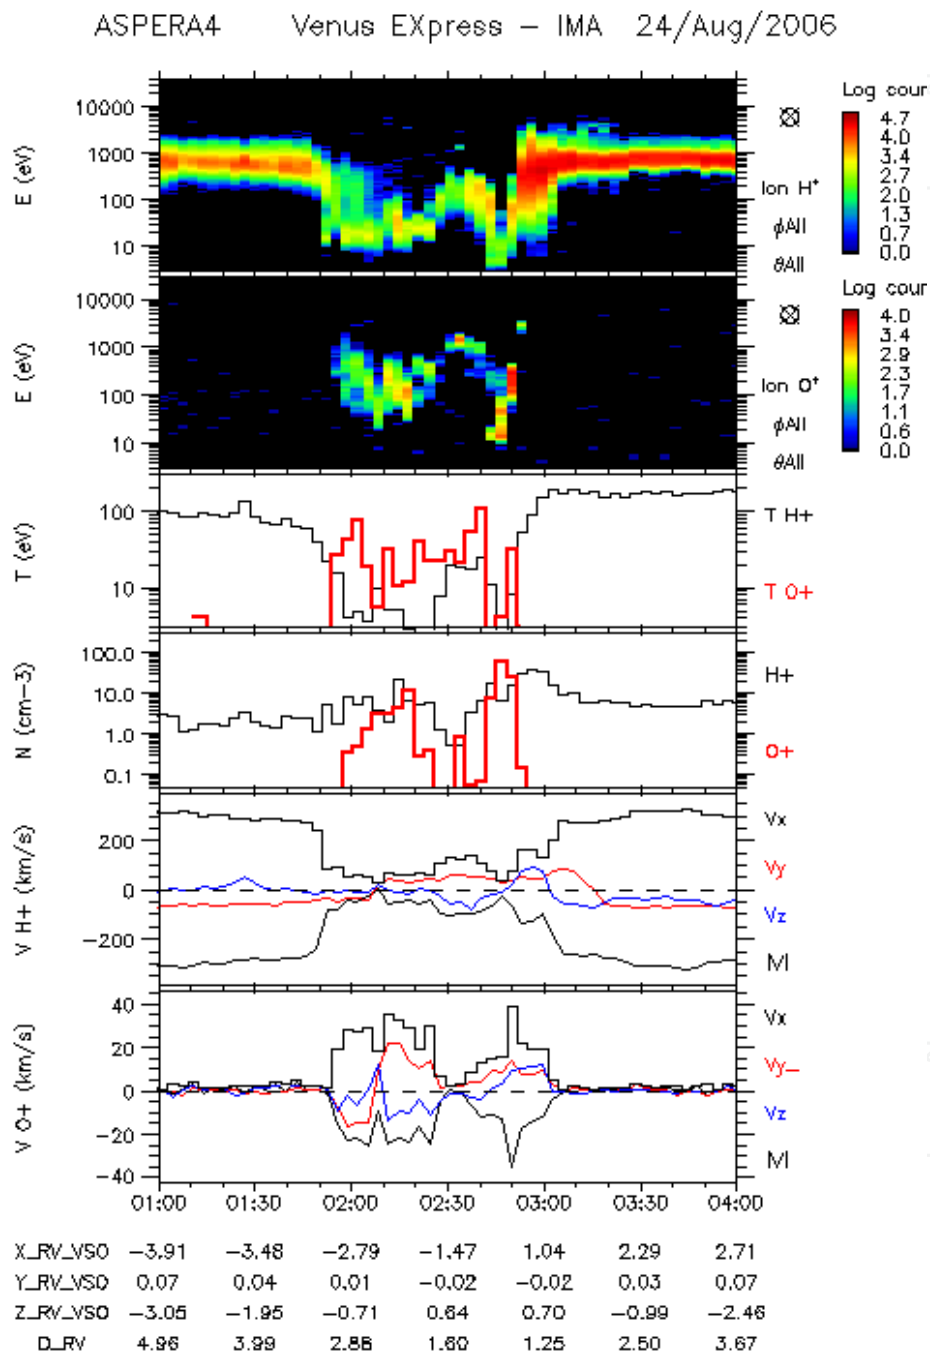 ASPERA4 Venus EXpress – IMA 24/Aug/2006
Log cour
10000
1000
100
10
E (eV)
Ion H+
φAll
θAll
4.7
4.0
3.4
2.7
2.0
1.3
0.7
0.0
Log cour
10000
1000
100
10
E (eV)
Ion O+
φAll
θAll
4.0
3.4
2.9
2.3
1.7
1.1
0.6
0.0
100
10
T (eV)
T H+
T O+
100.0
10.0
1.0
0.1
N (cm-3)
H+
O+
200
0
-200
V H+ (km/s)
Vx
Vy
Vz
M|
40
20
0
-20
-40
V O+ (km/s)
Vx
Vy_
Vz
M|
01:00 01:30 02:00 02:30 03:00 03:30 04:00
X_RV_VSO -3.91 -3.48 -2.79 -1.47 1.04 2.29 2.71
Y_RV_VSO 0.07 0.04 0.01 -0.02 -0.02 0.03 0.07
Z_RV_VSO -3.05 -1.95 -0.71 0.64 0.70 -0.99 -2.46
D_RV 4.96 3.99 2.88 1.60 1.25 2.50 3.67